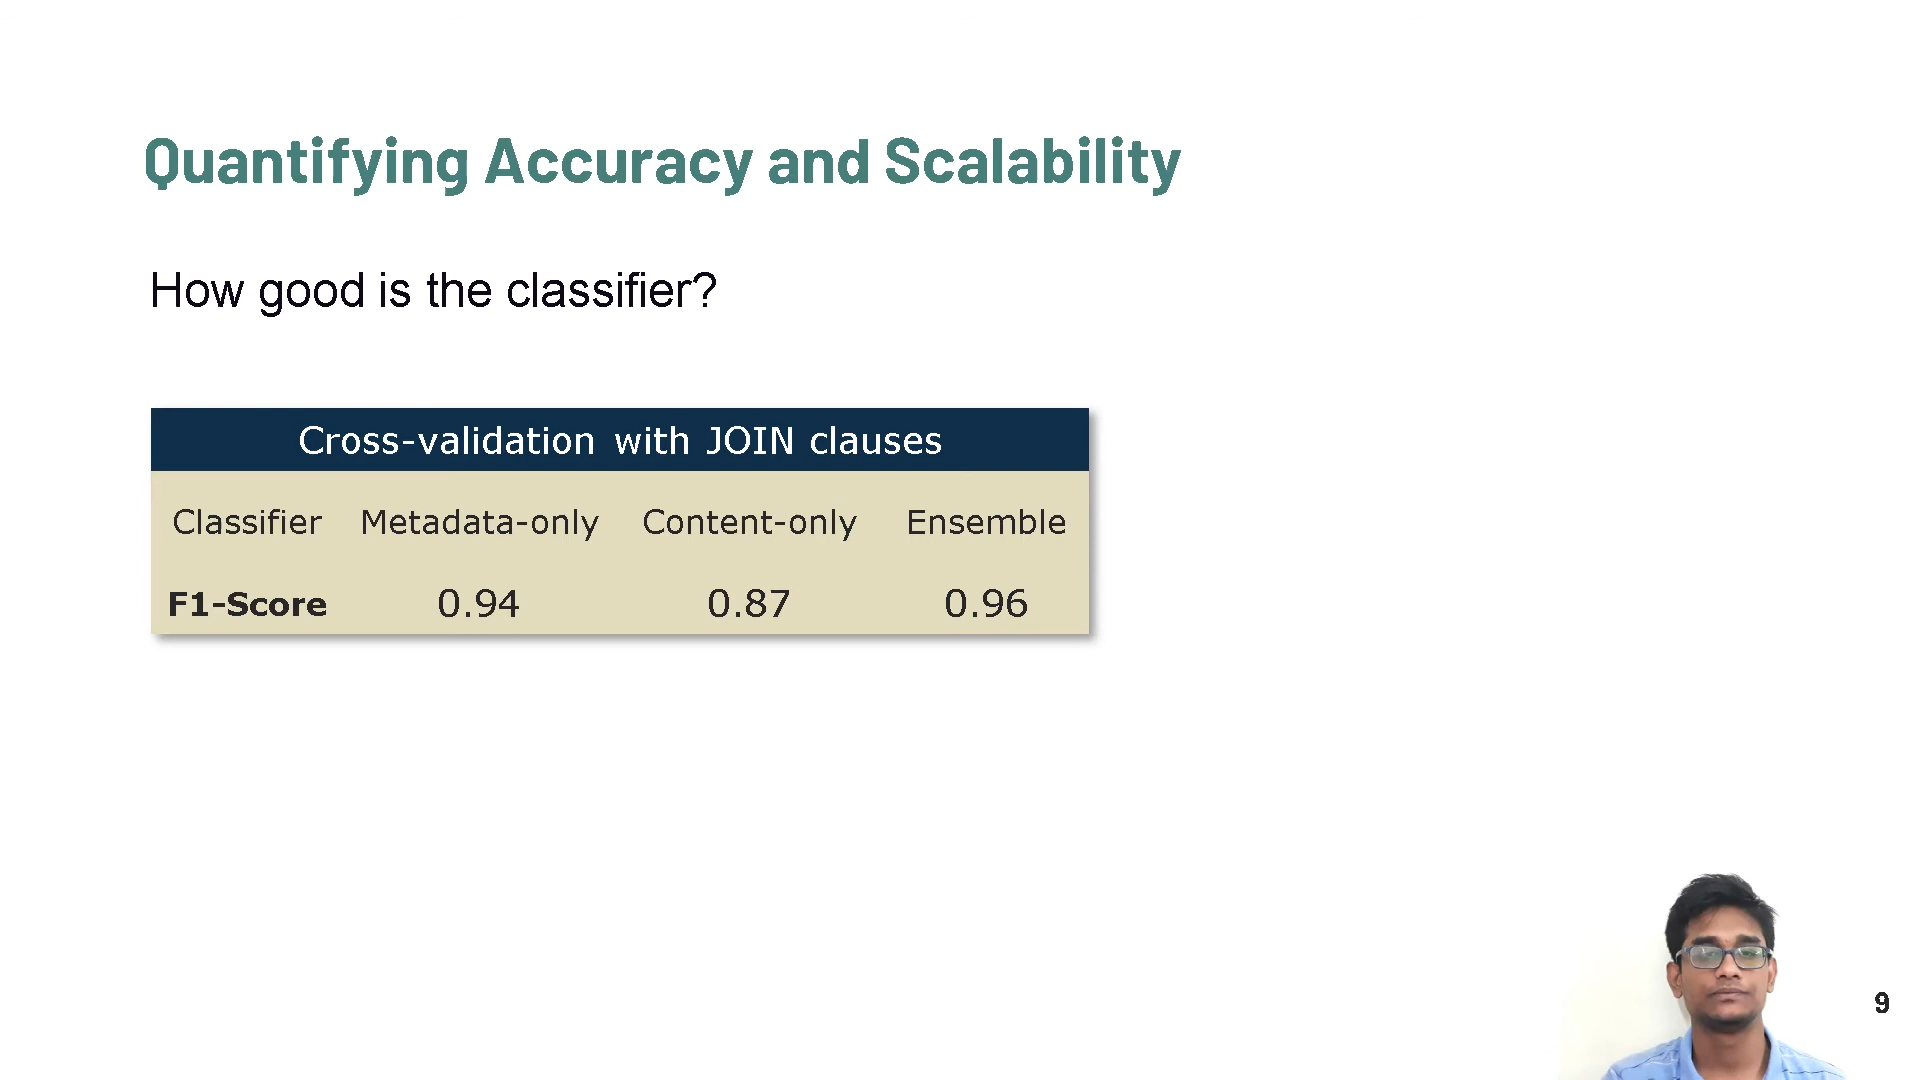 Quantifying Accuracy and Scalability
How good is the classifier?
Cross-validation with JOIN clauses
Classifier Metadata-only Content-only Ensemble
F1-Score 0.94 0.87 0.96
9